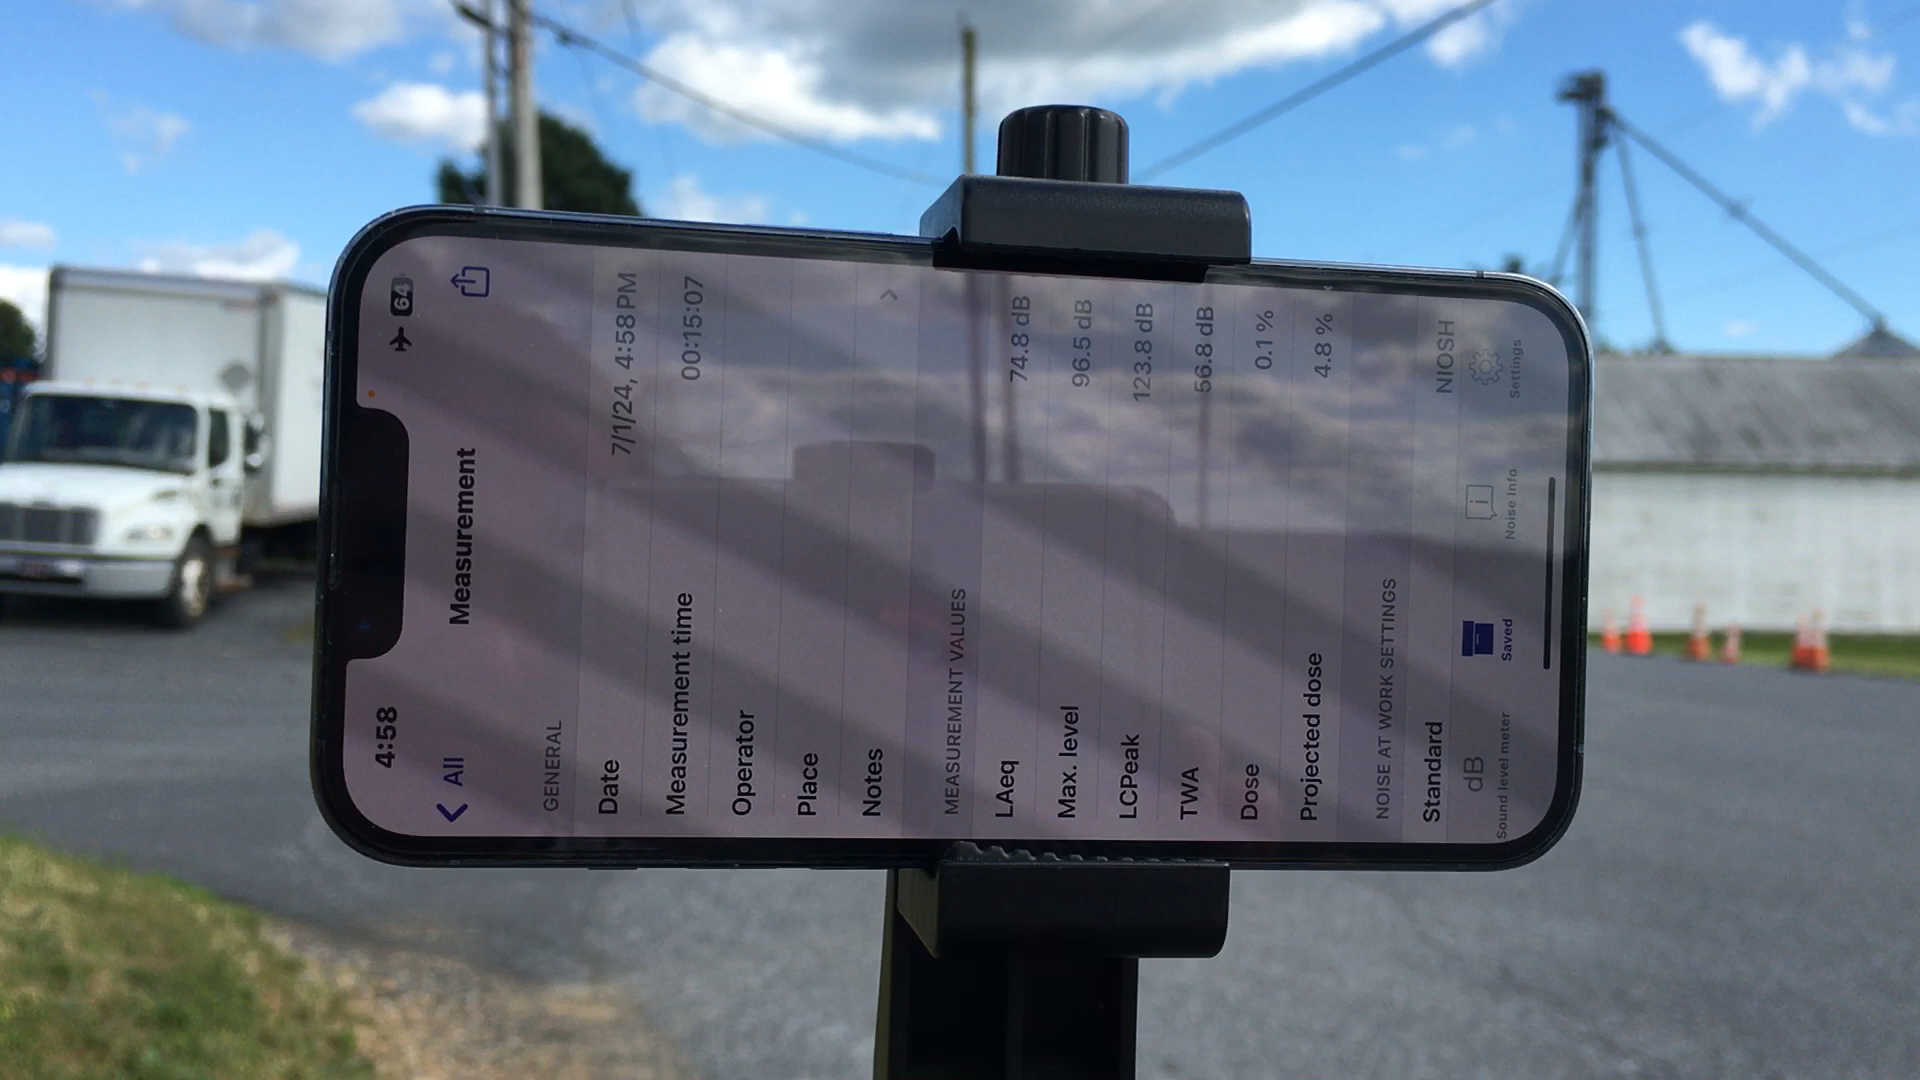 4:58
64
All
Measurement
GENERAL
Date 7/1/24, 4:58 PM
Measurement time 00:15:07
Operator
Place
Notes
MEASUREMENT VALUES
LAeq 74.8 dB
Max. level 96.5 dB
LCPeak 123.8 dB
TWA 56.8 dB
Dose 0.1 %
Projected dose 4.8 %
NOISE AT WORK SETTINGS
Standard NIOSH
dB
Sound level meter Saved Noise Info Settings